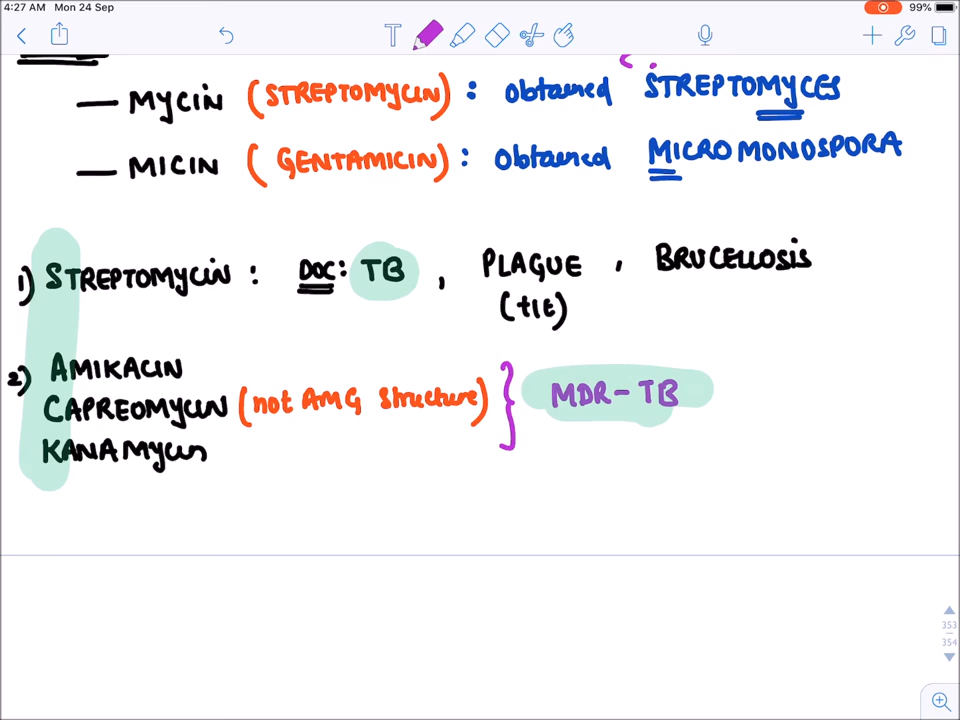 4:27 AM Mon 24 Sep 99%
T
— MYCIN (STREPTOMYCIN) : obtained STREPTOMYCES
— MICIN (GENTAMICIN) : obtained MICROMONOSPORA
1) STREPTOMYCIN : DOC : TB , PLAGUE , BRUCELLOSIS
2) AMIKACIN
CAPREOMYCIN (not AMG structure) } MDR-TB
KANAMYCIN
353
354